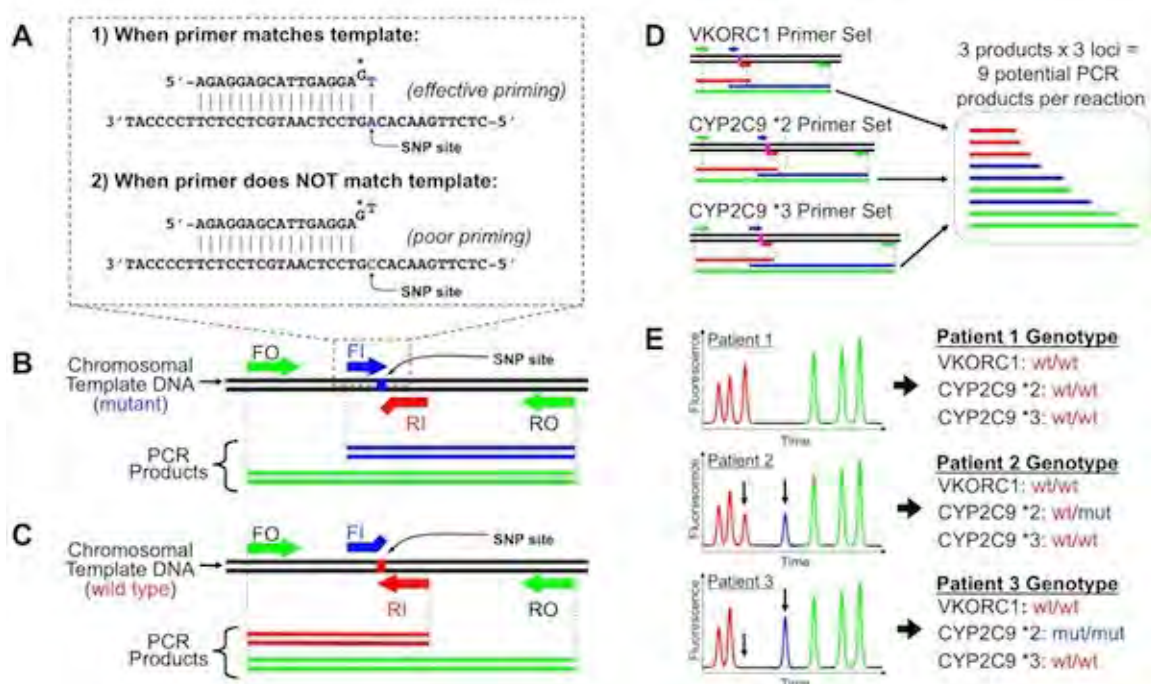 A
1) When primer matches template:
*
5'-AGAGGAGCATTGAGGAGT
(effective priming)
3'TACCCCTTCTCCTCGTAACTCCTGACACAAGTTCTC-5'
SNP site
2) When primer does NOT match template:
*
5'-AGAGGAGCATTGAGGAGT
(poor priming)
3'TACCCCTTCTCCTCGTAACTCCTGCCACAAGTTCTC-5'
SNP site
B
FO
FI
SNP site
Chromosomal
Template DNA
(mutant)
RI
RO
PCR
Products
C
FO
FI
SNP site
Chromosomal
Template DNA
(wild type)
RI
RO
PCR
Products
D
VKORC1 Primer Set
CYP2C9 *2 Primer Set
CYP2C9 *3 Primer Set
3 products x 3 loci =
9 potential PCR
products per reaction
E
Patient 1
Fluorescence
Time
Patient 1 Genotype
VKORC1: wt/wt
CYP2C9 *2: wt/wt
CYP2C9 *3: wt/wt
Patient 2
Fluorescence
Time
Patient 2 Genotype
VKORC1: wt/wt
CYP2C9 *2: wt/mut
CYP2C9 *3: wt/wt
Patient 3
Fluorescence
Time
Patient 3 Genotype
VKORC1: wt/wt
CYP2C9 *2: mut/mut
CYP2C9 *3: wt/wt